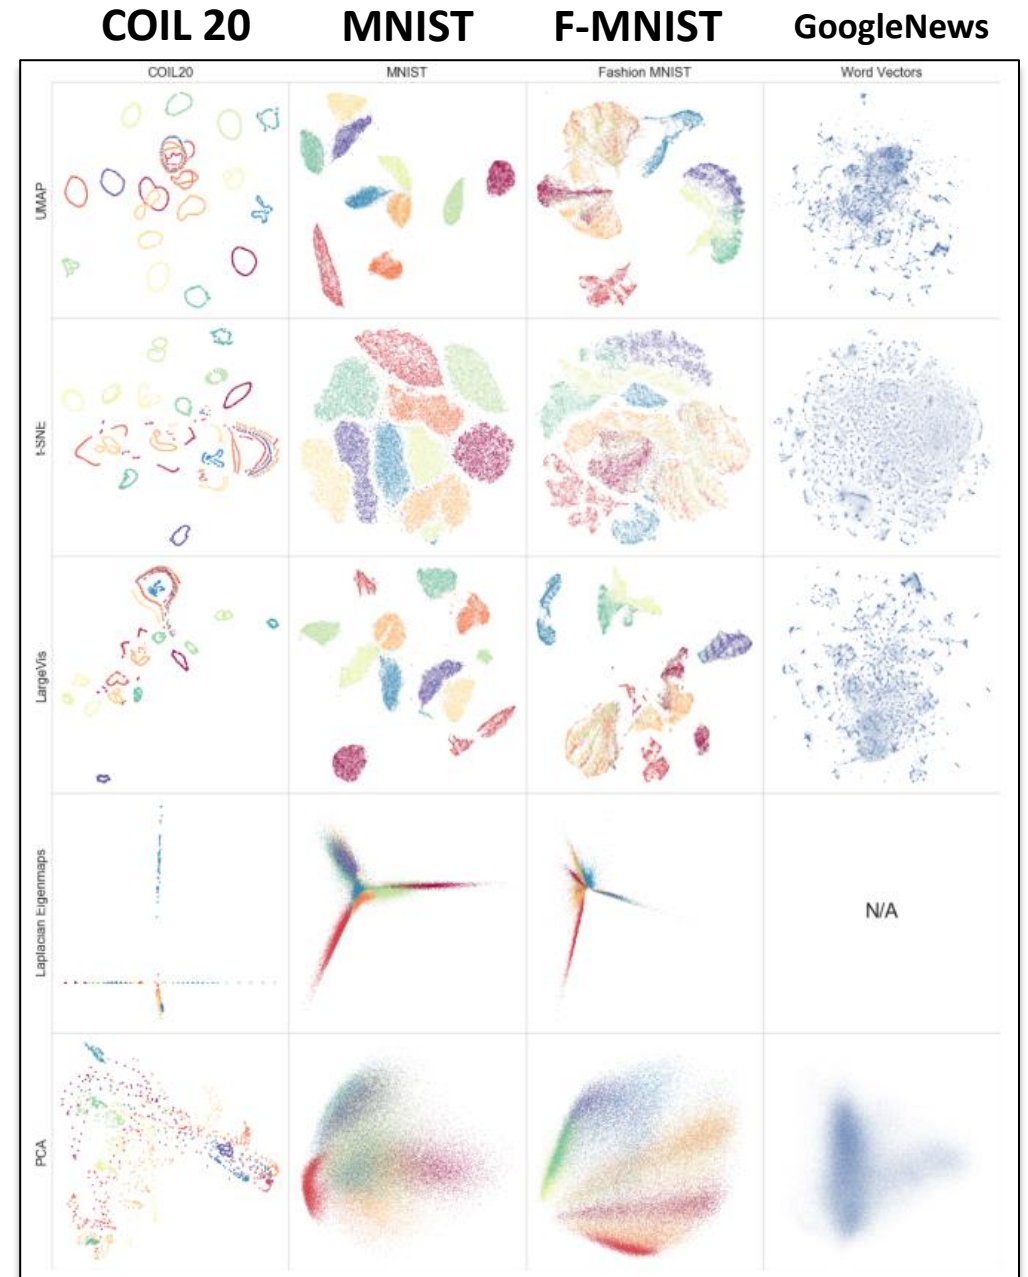 COIL 20 MNIST F-MNIST GoogleNews
COIL20 MNIST Fashion MNIST Word Vectors
UMAP
t-SNE
LargeVis
Laplacian Eigenmaps
N/A
PCA